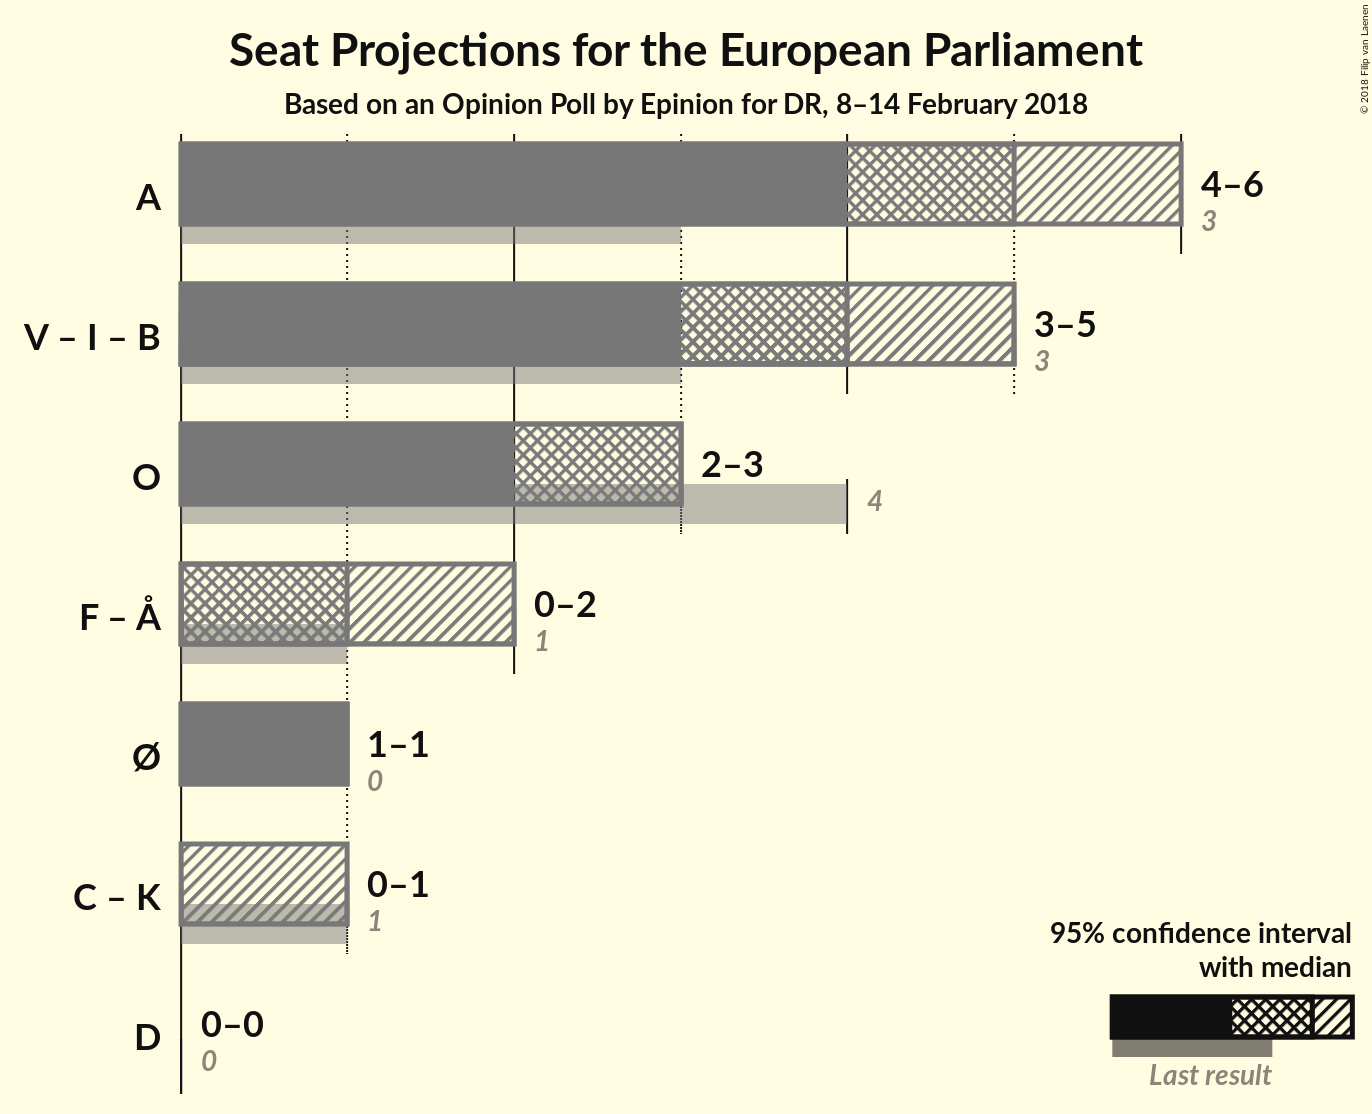 Seat Projections for the European Parliament
Based on an Opinion Poll by Epinion for DR, 8–14 February 2018
© 2018 Filip van Laenen
A
4–6
3
V – I – B
3–5
3
O
2–3
4
F – Å
0–2
1
Ø
1–1
0
C – K
0–1
1
D
0–0
0
95% confidence interval
with median
Last result